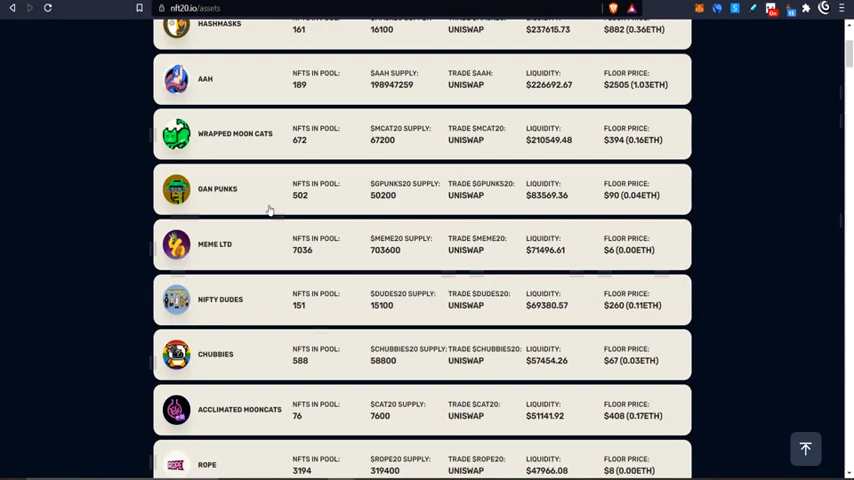 nft20.io/assets
HASHMASKS
161
16100
UNISWAP
$237615.73
$882 (0.36ETH)
AAH
NFTS IN POOL:
189
$AAH SUPPLY:
198947259
TRADE $AAH:
UNISWAP
LIQUIDITY:
$226692.67
FLOOR PRICE:
$2505 (1.03ETH)
WRAPPED MOON CATS
NFTS IN POOL:
672
$MCAT20 SUPPLY:
67200
TRADE $MCAT20:
UNISWAP
LIQUIDITY:
$210549.48
FLOOR PRICE:
$394 (0.16ETH)
GAN PUNKS
NFTS IN POOL:
502
$GPUNKS20 SUPPLY:
50200
TRADE $GPUNKS20:
UNISWAP
LIQUIDITY:
$83569.36
FLOOR PRICE:
$90 (0.04ETH)
MEME LTD
NFTS IN POOL:
7036
$MEME20 SUPPLY:
703600
TRADE $MEME20:
UNISWAP
LIQUIDITY:
$71496.61
FLOOR PRICE:
$6 (0.00ETH)
NIFTY DUDES
NFTS IN POOL:
151
$DUDES20 SUPPLY:
15100
TRADE $DUDES20:
UNISWAP
LIQUIDITY:
$69380.57
FLOOR PRICE:
$260 (0.11ETH)
CHUBBIES
NFTS IN POOL:
588
$CHUBBIES20 SUPPLY:
58800
TRADE $CHUBBIES20:
UNISWAP
LIQUIDITY:
$57454.26
FLOOR PRICE:
$67 (0.03ETH)
ACCLIMATED MOONCATS
NFTS IN POOL:
76
$CAT20 SUPPLY:
7600
TRADE $CAT20:
UNISWAP
LIQUIDITY:
$51141.92
FLOOR PRICE:
$408 (0.17ETH)
ROPE
NFTS IN POOL:
3194
$ROPE20 SUPPLY:
319400
TRADE $ROPE20:
UNISWAP
LIQUIDITY:
$47966.08
FLOOR PRICE:
$8 (0.00ETH)